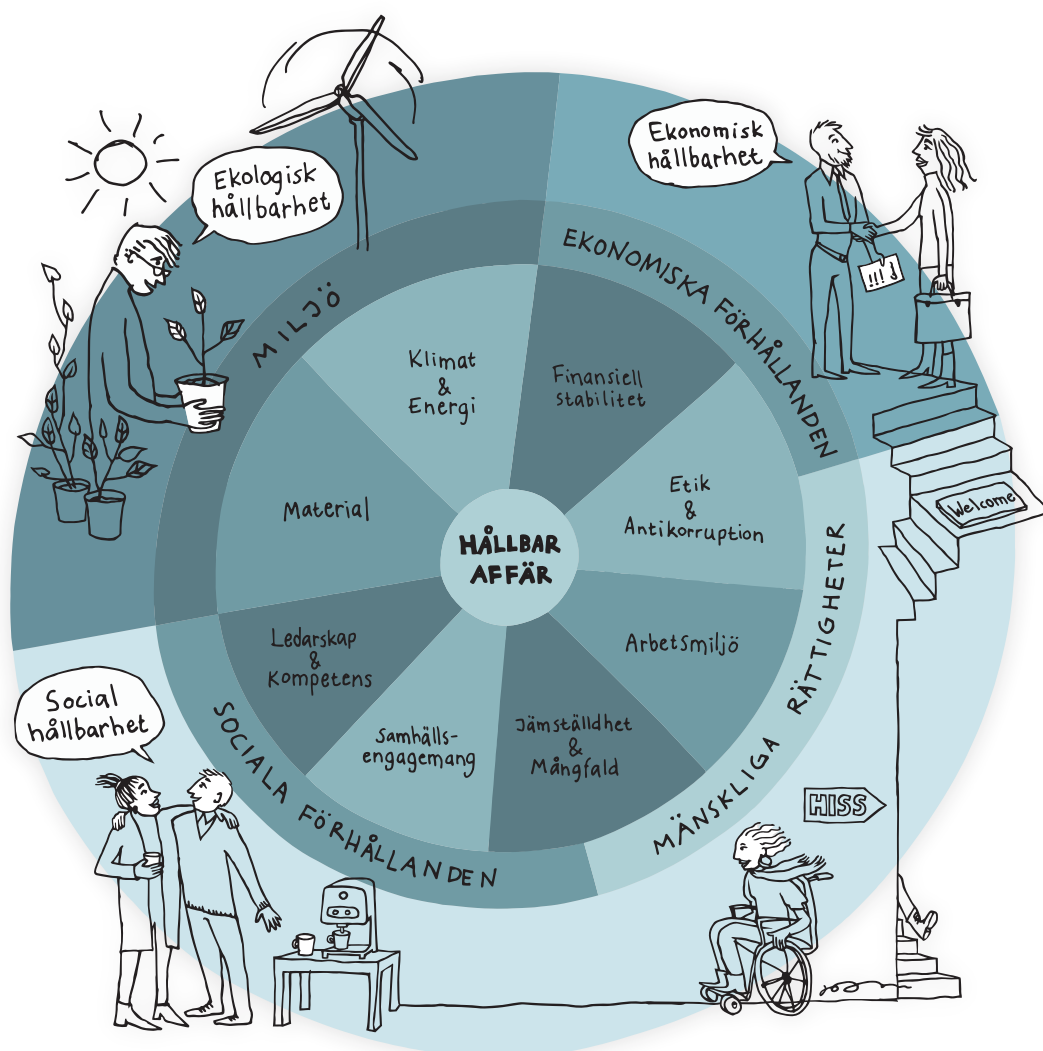 Ekologisk
hållbarhet
Ekonomisk
hållbarhet
MILJÖ
EKONOMISKA FÖRHÅLLANDEN
Klimat
&
Energi
Finansiell
stabilitet
Material
Etik
&
Antikorruption
Welcome
HÅLLBAR
AFFÄR
Ledarskap
&
Kompetens
Arbetsmiljö
Samhälls-
engagemang
Jämställdhet
&
Mångfald
MÄNSKLIGA RÄTTIGHETER
SOCIALA FÖRHÅLLANDEN
Social
hållbarhet
HISS